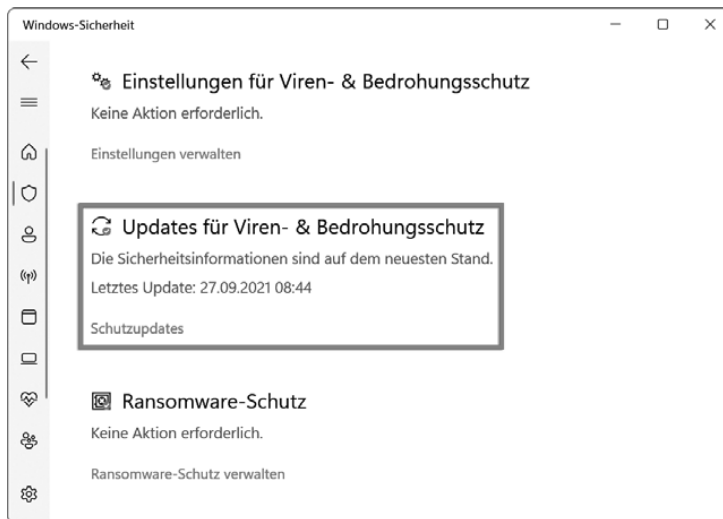 Windows-Sicherheit
Einstellungen für Viren- & Bedrohungsschutz
Keine Aktion erforderlich.
Einstellungen verwalten
Updates für Viren- & Bedrohungsschutz
Die Sicherheitsinformationen sind auf dem neuesten Stand.
Letztes Update: 27.09.2021 08:44
Schutzupdates
Ransomware-Schutz
Keine Aktion erforderlich.
Ransomware-Schutz verwalten